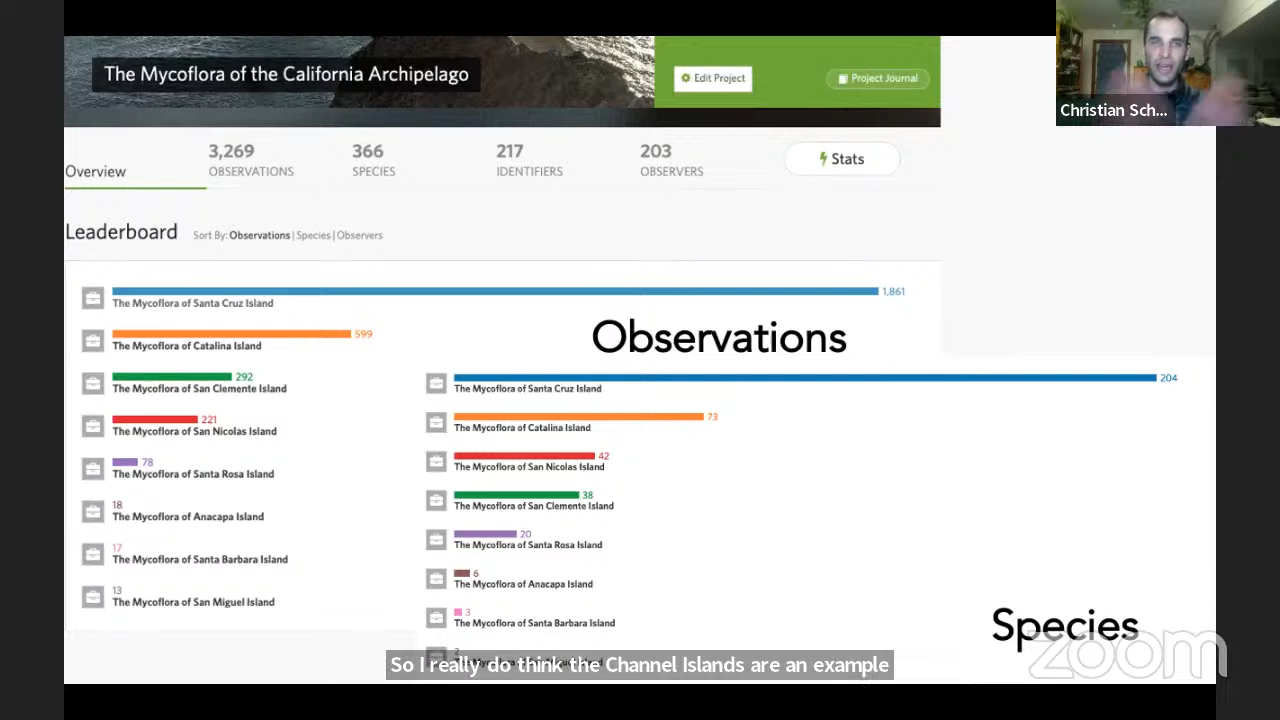 The Mycoflora of the California Archipelago
Edit Project
Project Journal
Christian Sch...
Overview
3,269
OBSERVATIONS
366
SPECIES
217
IDENTIFIERS
203
OBSERVERS
Stats
Leaderboard
Sort By: Observations | Species | Observers
1,861
The Mycoflora of Santa Cruz Island
599
The Mycoflora of Catalina Island
292
The Mycoflora of San Clemente Island
221
The Mycoflora of San Nicolas Island
78
The Mycoflora of Santa Rosa Island
18
The Mycoflora of Anacapa Island
17
The Mycoflora of Santa Barbara Island
13
The Mycoflora of San Miguel Island
Observations
204
The Mycoflora of Santa Cruz Island
73
The Mycoflora of Catalina Island
42
The Mycoflora of San Nicolas Island
38
The Mycoflora of San Clemente Island
20
The Mycoflora of Santa Rosa Island
6
The Mycoflora of Anacapa Island
3
The Mycoflora of Santa Barbara Island
2
Species
So I really do think the Channel Islands are an example
zoom